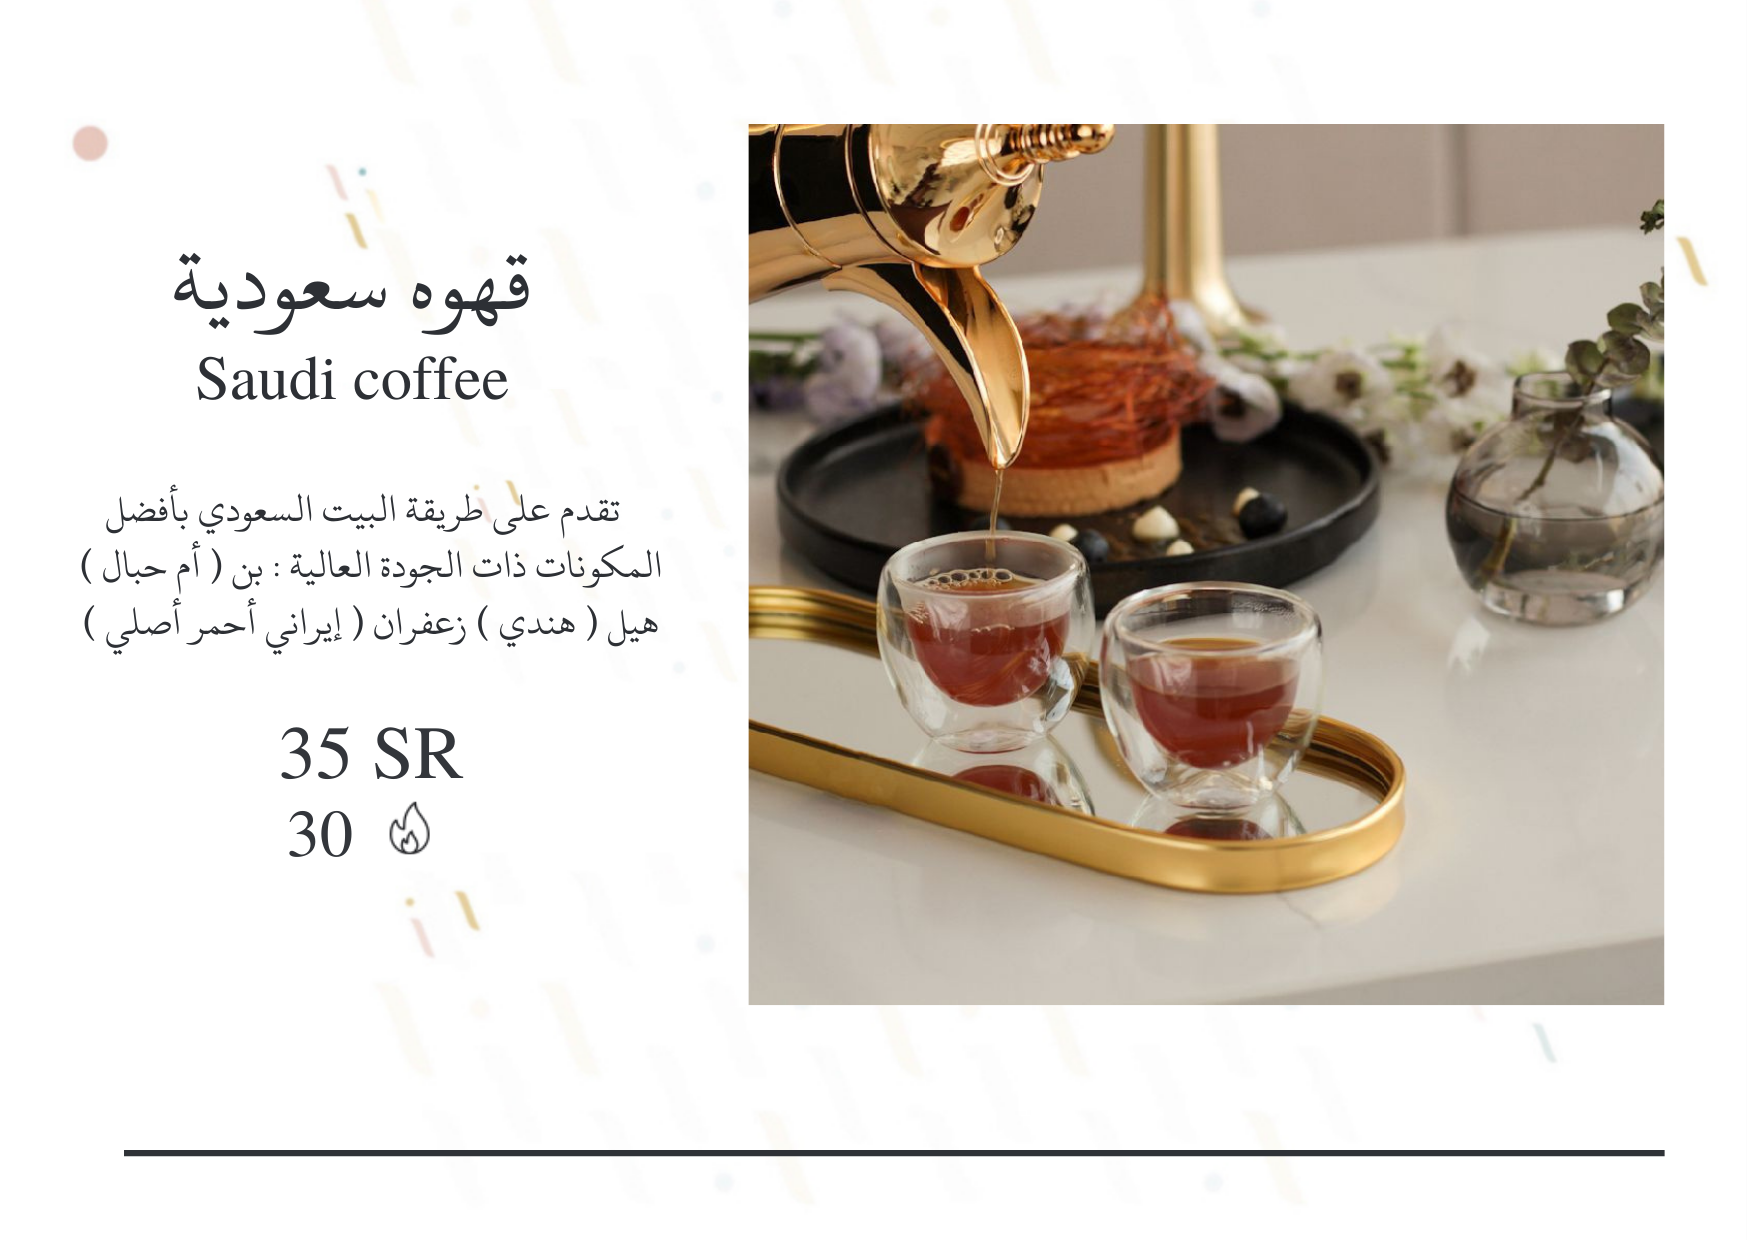 قهوه سعودية
Saudi coffee
تقدم على طريقة البيت السعودي بأفضل
المكونات ذات الجودة العالية : بن ( أم حبال )
هيل ( هندي ) زعفران ( إيراني أحمر أصلي )
35 SR
30